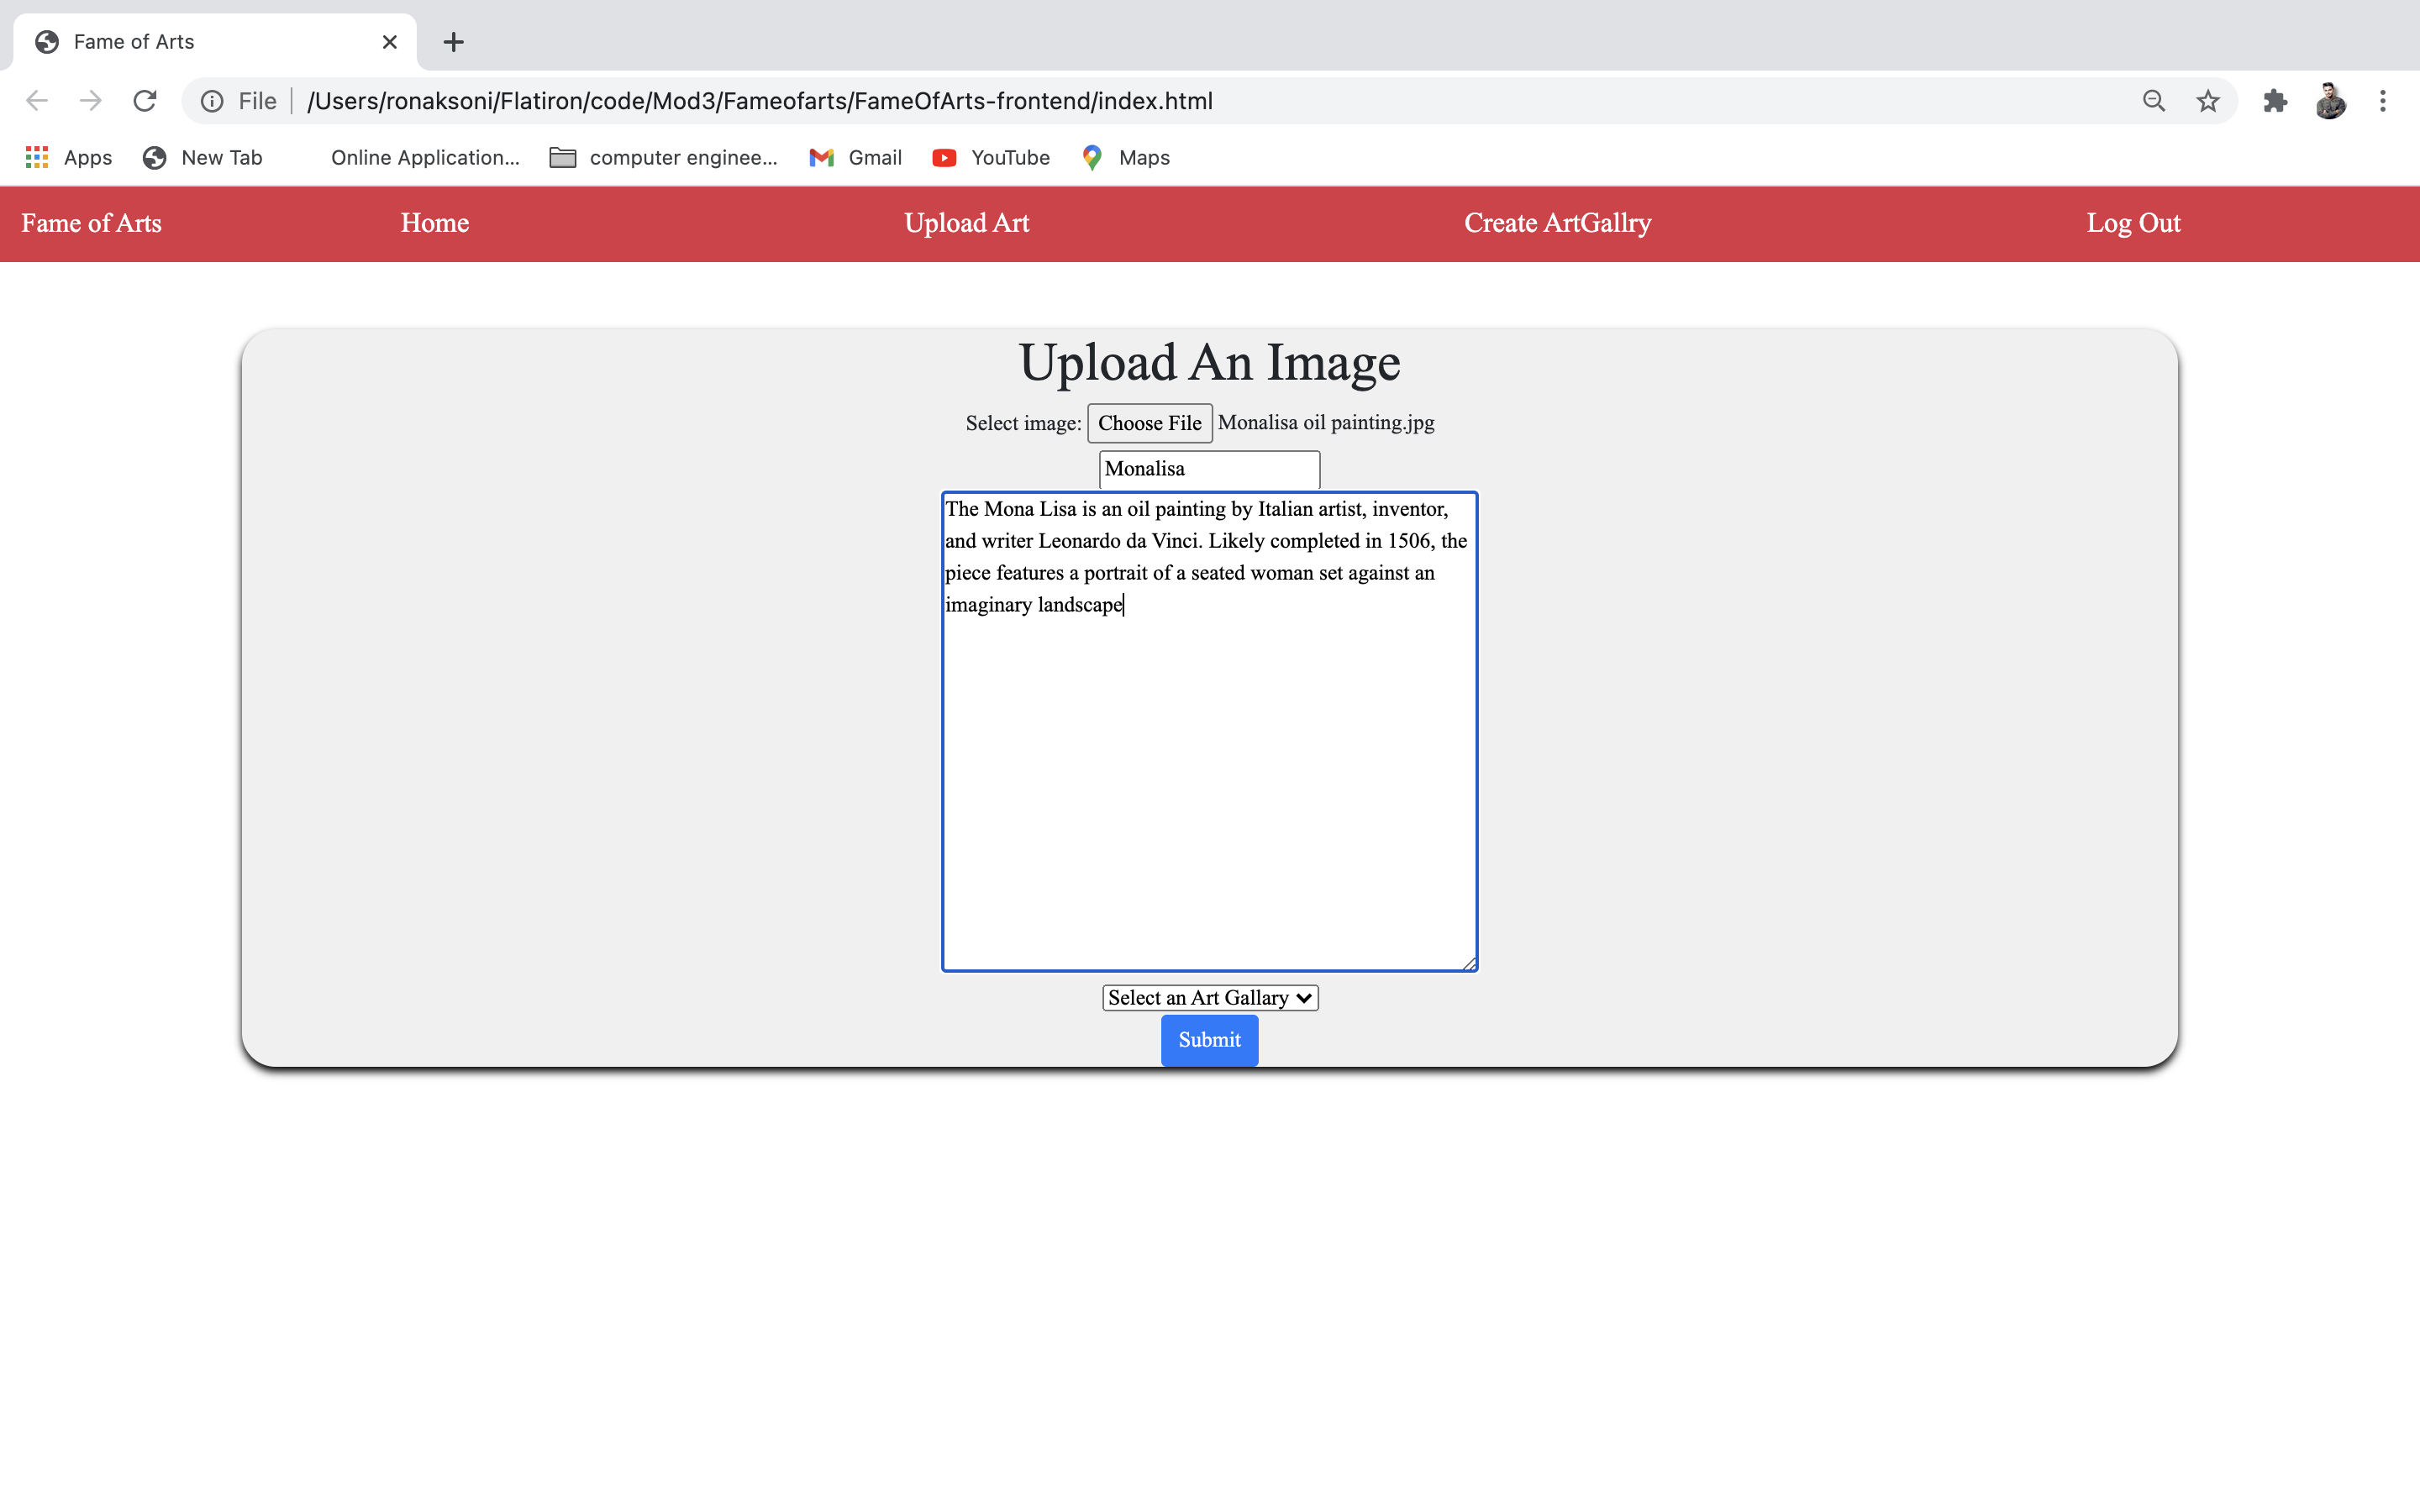 Fame of Arts
File /Users/ronaksoni/Flatiron/code/Mod3/Fameofarts/FameOfArts-frontend/index.html
Apps New Tab Online Application... computer enginee... Gmail YouTube Maps
Fame of Arts Home Upload Art Create ArtGallry Log Out
Upload An Image
Select image: Choose File Monalisa oil painting.jpg
Monalisa
The Mona Lisa is an oil painting by Italian artist, inventor,
and writer Leonardo da Vinci. Likely completed in 1506, the
piece features a portrait of a seated woman set against an
imaginary landscape
Select an Art Gallary
Submit